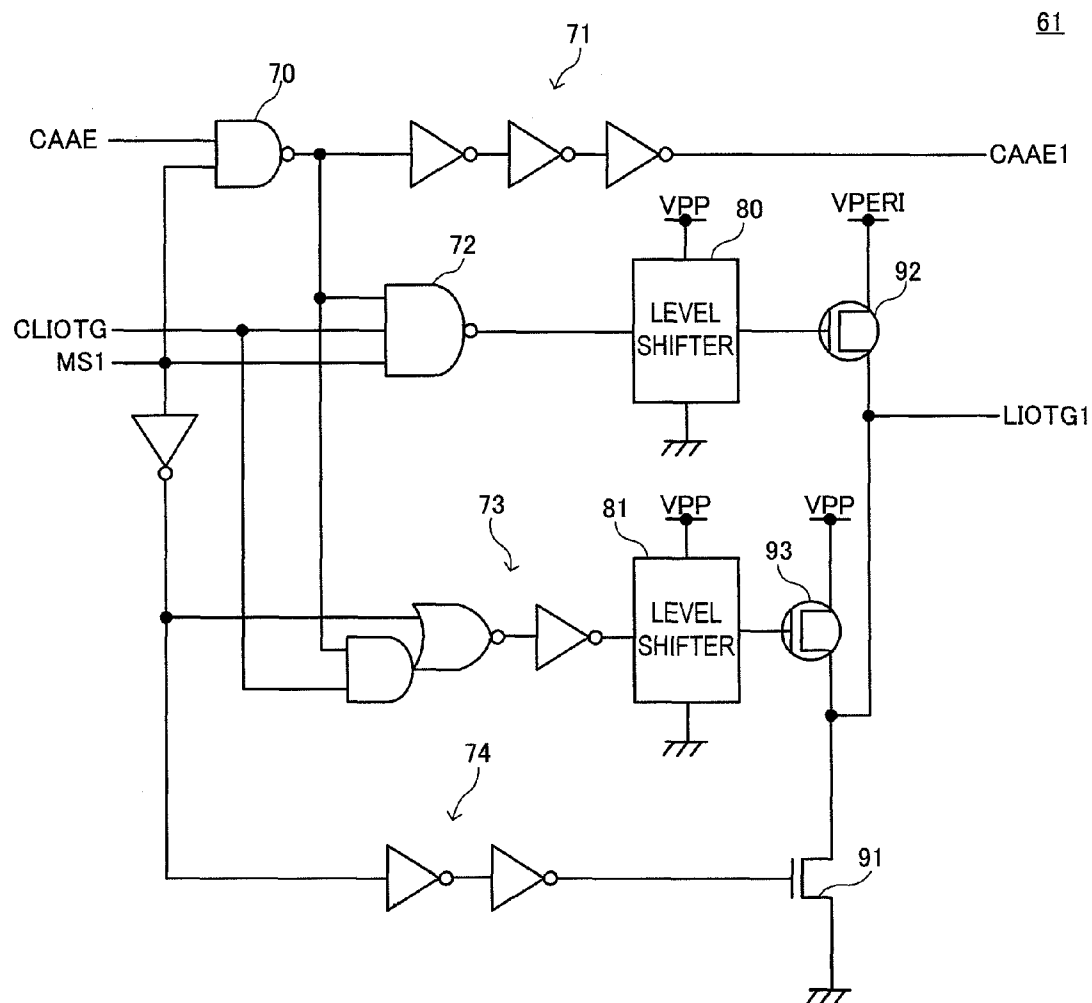 61
71
70
CAAE
CAAE1
VPP
80
VPERI
72
92
CLIOTG
LEVEL
SHIFTER
MS1
LIOTG1
73
81
VPP
VPP
93
LEVEL
SHIFTER
74
91